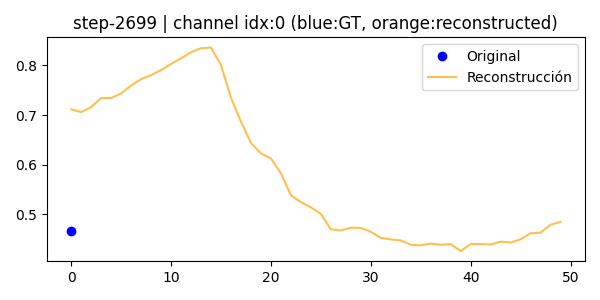 step-2699 | channel idx:0 (blue:GT, orange:reconstructed)
Original
Reconstrucción
0.8
0.7
0.6
0.5
0 10 20 30 40 50